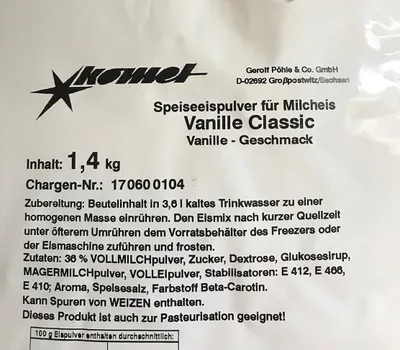 komet
Gerolf Pöhle & Co. GmbH
D-02692 Großpostwitz/Sachsen
Speiseeispulver für Milcheis
Vanille Classic
Vanille - Geschmack
Inhalt: 1,4 kg
Chargen-Nr.: 170600104
Zubereitung: Beutelinhalt in 3,6 l kaltes Trinkwasser zu einer
homogenen Masse einrühren. Den Eismix nach kurzer Quellzeit
unter öfterem Umrühren dem Vorratsbehälter des Freezers oder
der Eismaschine zuführen und frosten.
Zutaten: 36 % VOLLMILCHpulver, Zucker, Dextrose, Glukosesirup,
MAGERMILCHpulver, VOLLEIpulver, Stabilisatoren: E 412, E 466,
E 410; Aroma, Speisesalz, Farbstoff Beta-Carotin.
Kann Spuren von WEIZEN enthalten.
Dieses Produkt ist auch zur Pasteurisation geeignet!
100 g Eispulver enthalten durchschnittlich: